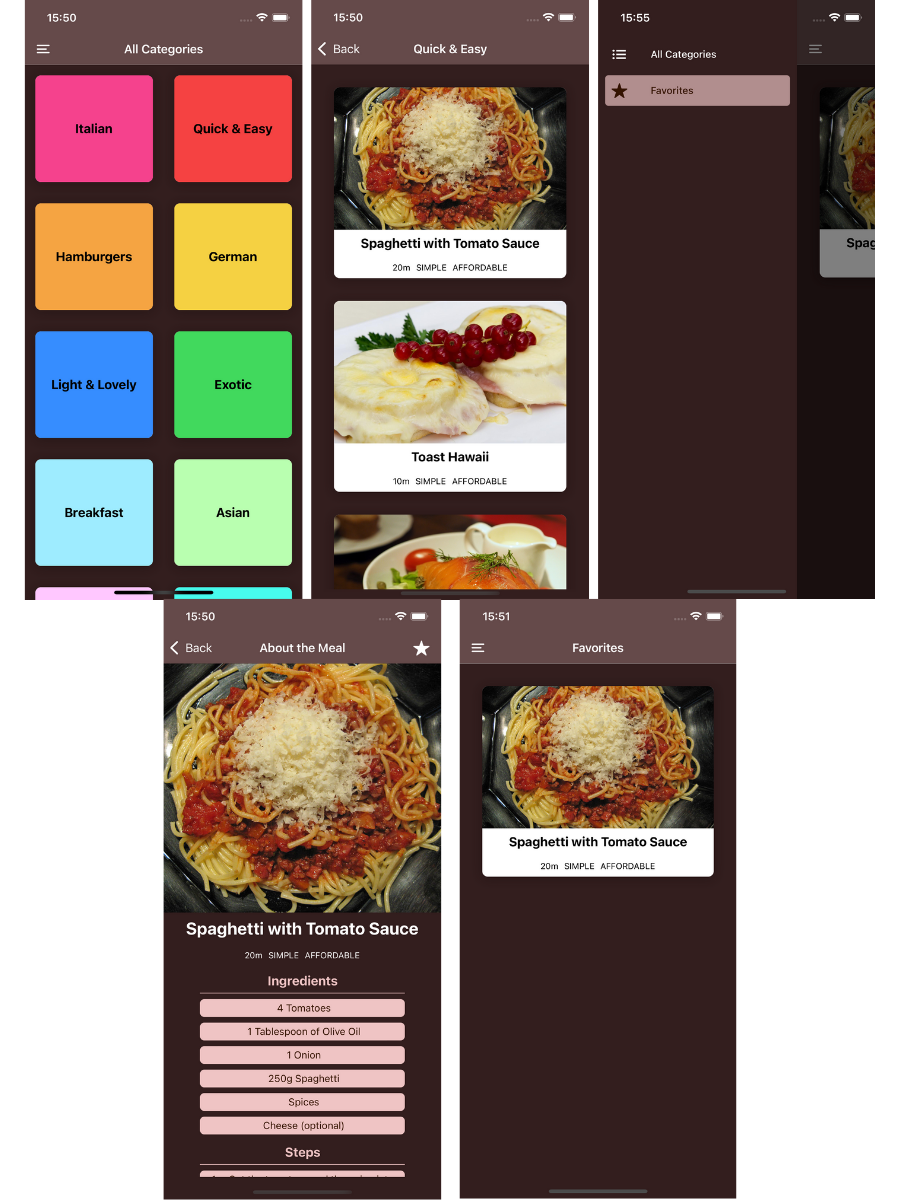 15:50
All Categories
Italian
Quick & Easy
Hamburgers
German
Light & Lovely
Exotic
Breakfast
Asian
15:50
Back
Quick & Easy
Spaghetti with Tomato Sauce
20m SIMPLE AFFORDABLE
Toast Hawaii
10m SIMPLE AFFORDABLE
15:55
All Categories
Favorites
Spag
15:50
Back
About the Meal
Spaghetti with Tomato Sauce
20m SIMPLE AFFORDABLE
Ingredients
4 Tomatoes
1 Tablespoon of Olive Oil
1 Onion
250g Spaghetti
Spices
Cheese (optional)
Steps
15:51
Favorites
Spaghetti with Tomato Sauce
20m SIMPLE AFFORDABLE